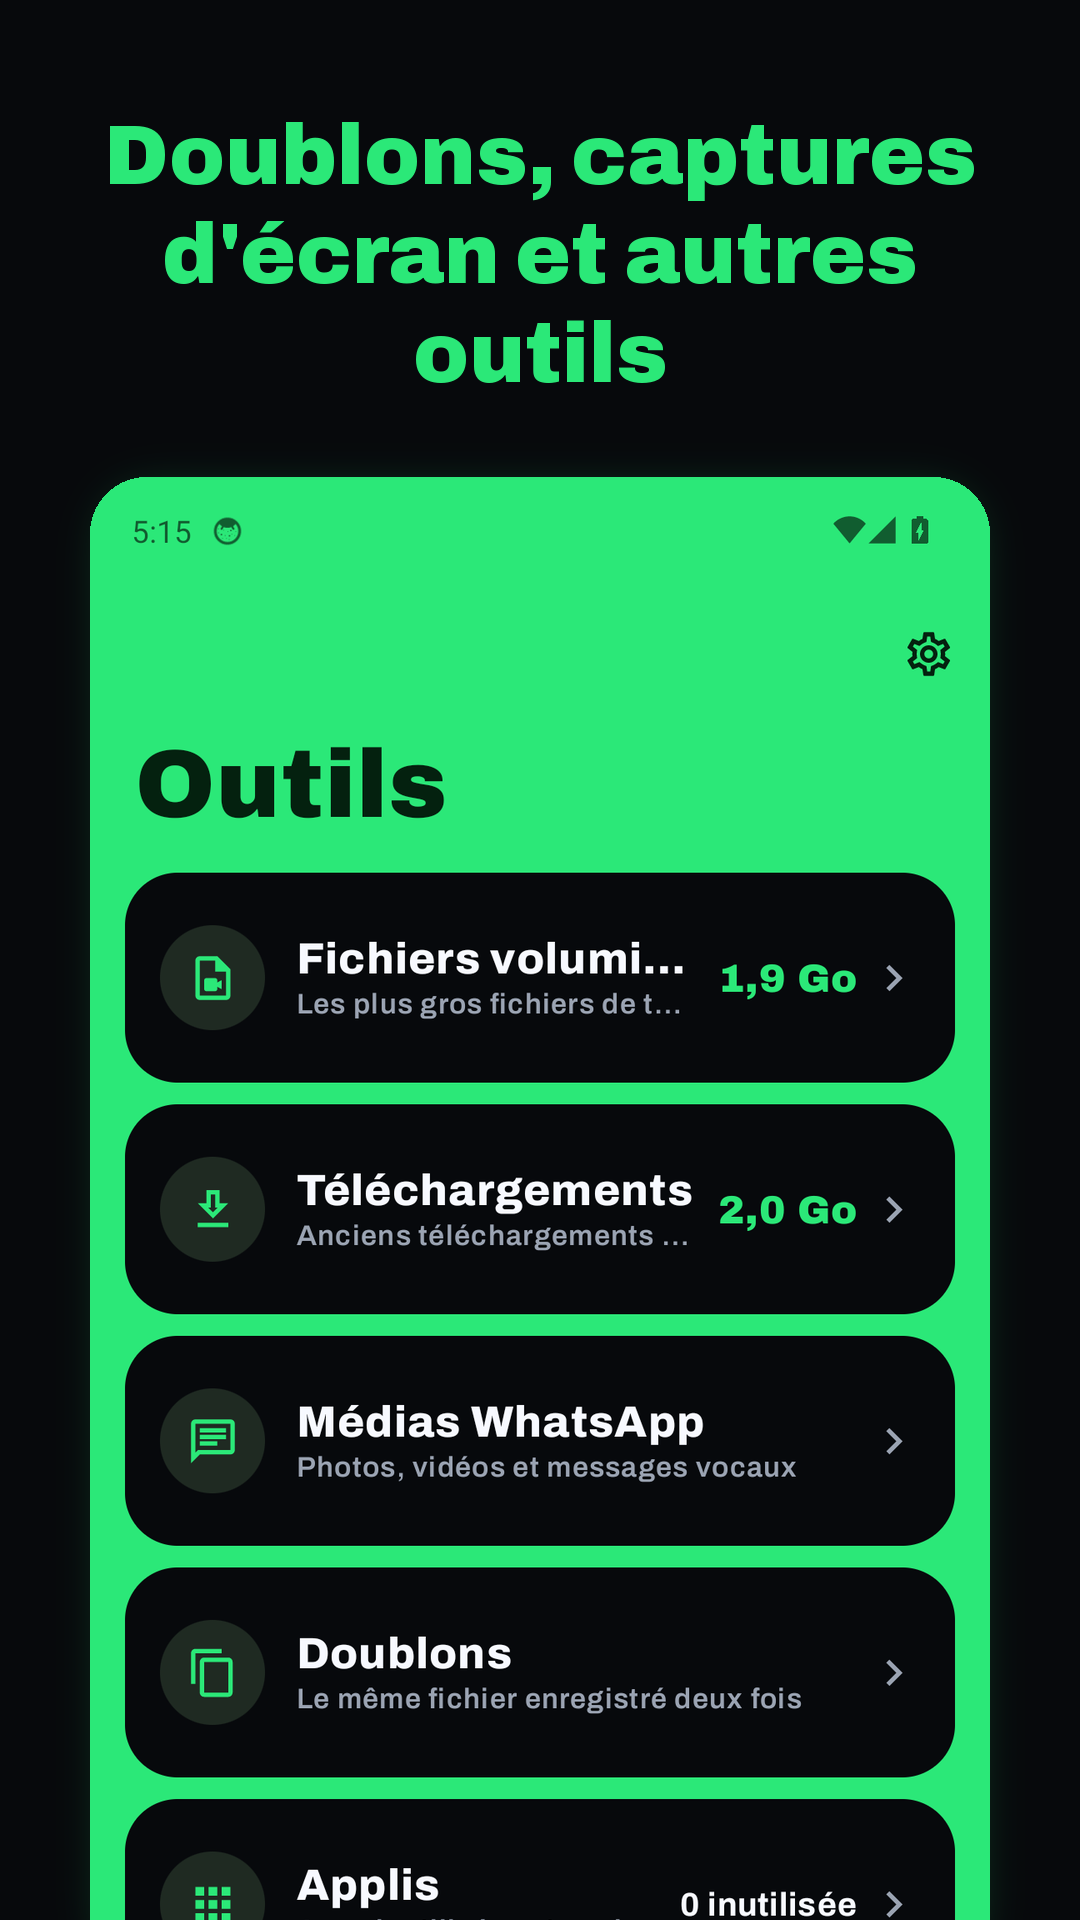 Doublons, captures
d'écran et autres
outils
5:15
Outils
Fichiers volumi...
1,9 Go
Les plus gros fichiers de t...
Téléchargements
2,0 Go
Anciens téléchargements ...
Médias WhatsApp
Photos, vidéos et messages vocaux
Doublons
Le même fichier enregistré deux fois
Applis
0 inutilisée